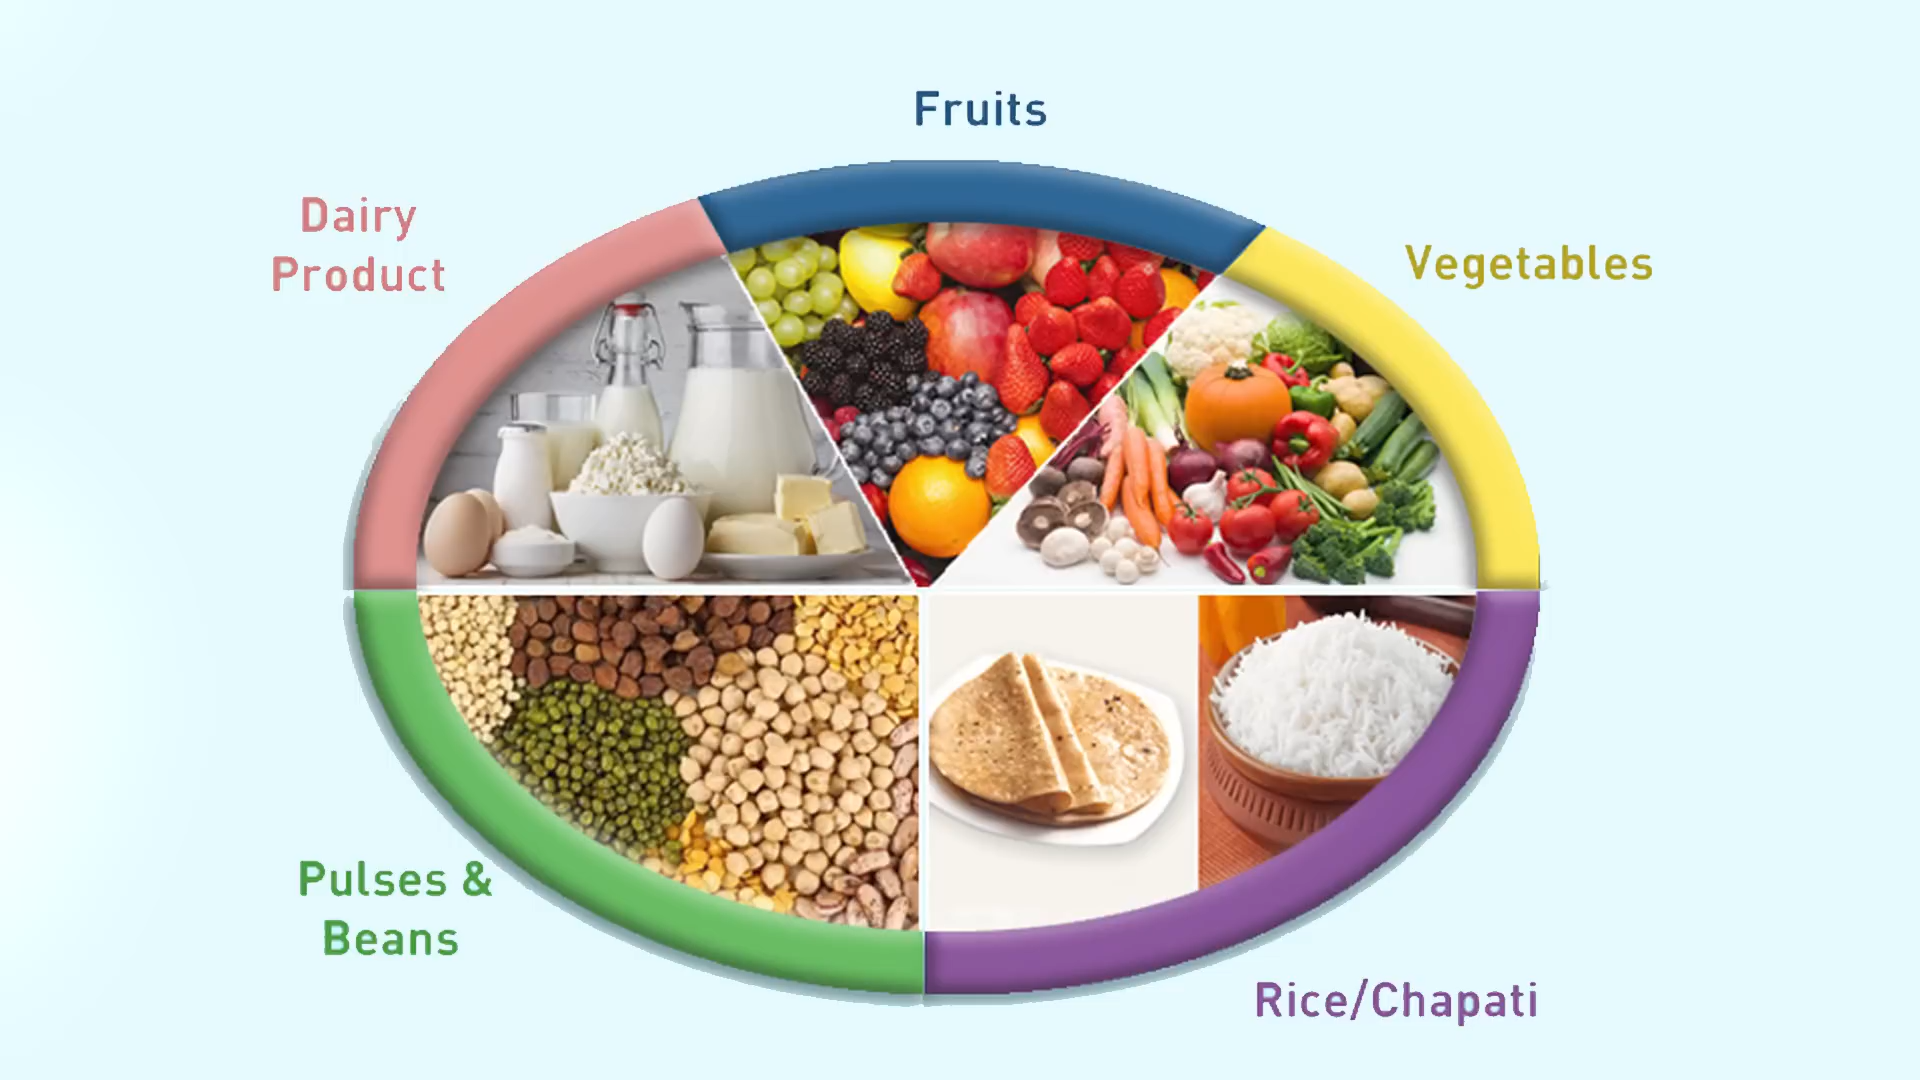 Fruits
Dairy
Product
Vegetables
Pulses &
Beans
Rice/Chapati